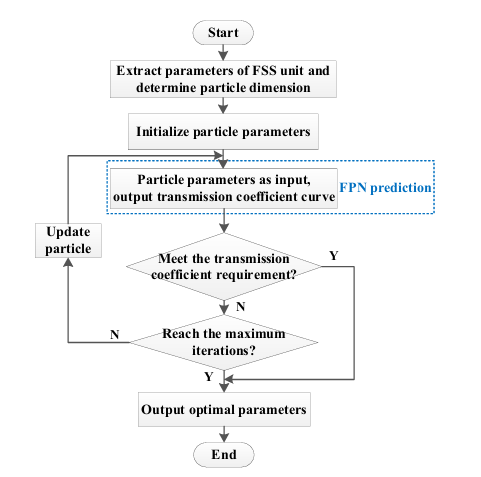 Start
Extract parameters of FSS unit and
determine particle dimension
Initialize particle parameters
Particle parameters as input,
output transmission coefficient curve
FPN prediction
Update
particle
Meet the transmission
coefficient requirement?
Y
N
Reach the maximum
iterations?
N
Y
Output optimal parameters
End